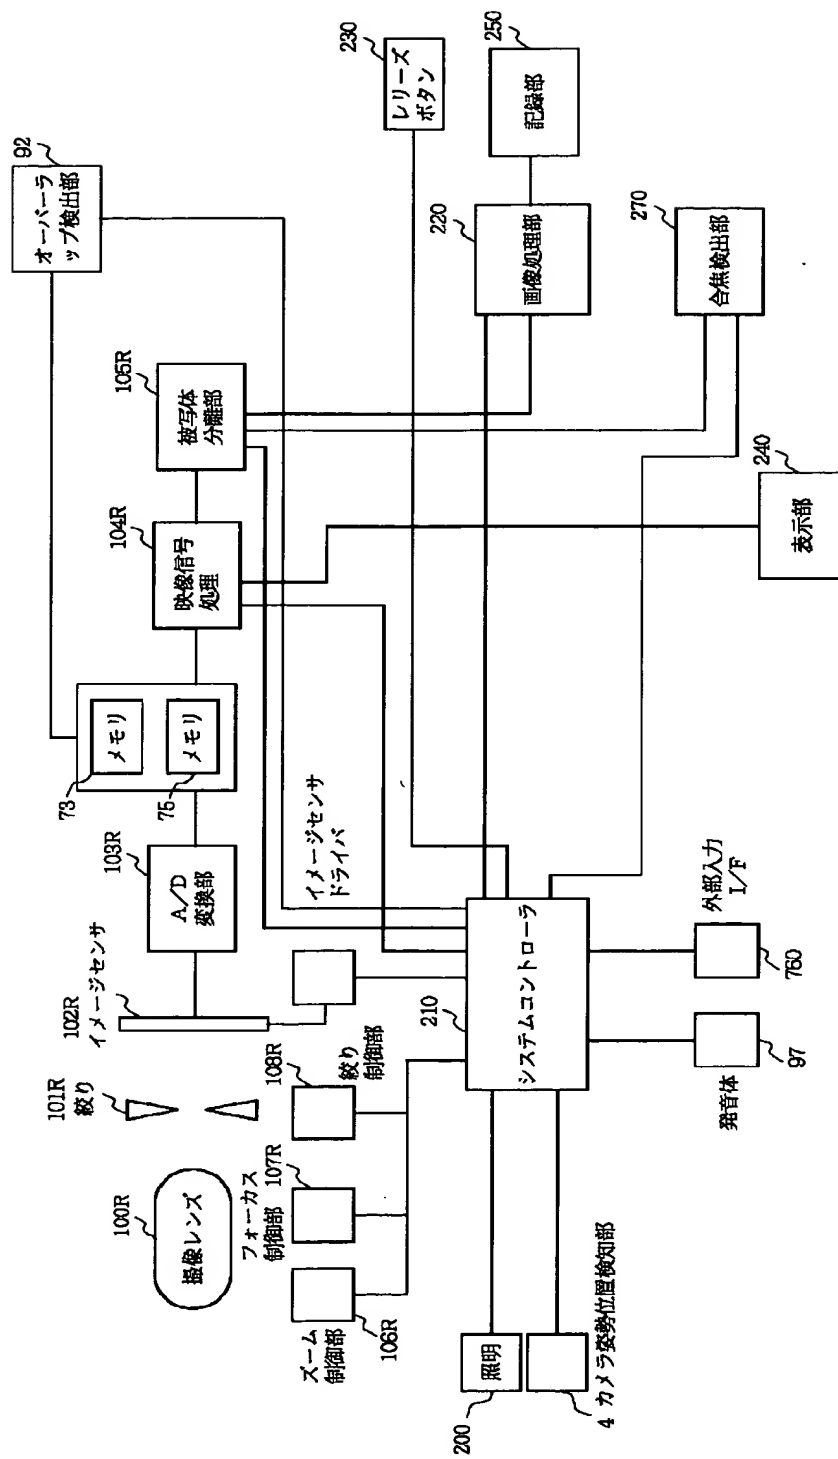 92
オーバーラ
ップ検出部
230
レリーズ
ボタン
250
記録部
220
画像処理部
270
合焦検出部
240
表示部
105R
被写体
分離部
104R
映像信号
処理
73
メモリ
75
メモリ
103R
A/D
変換部
102R
イメージセンサ
イメージセンサ
ドライバ
101R
絞り
108R
絞り
制御部
107R
フォーカス
制御部
100R
撮像レンズ
106R
ズーム
制御部
210
システムコントローラ
外部入力
I/F
760
97
発音体
200
照明
4 カメラ姿勢位置検知部